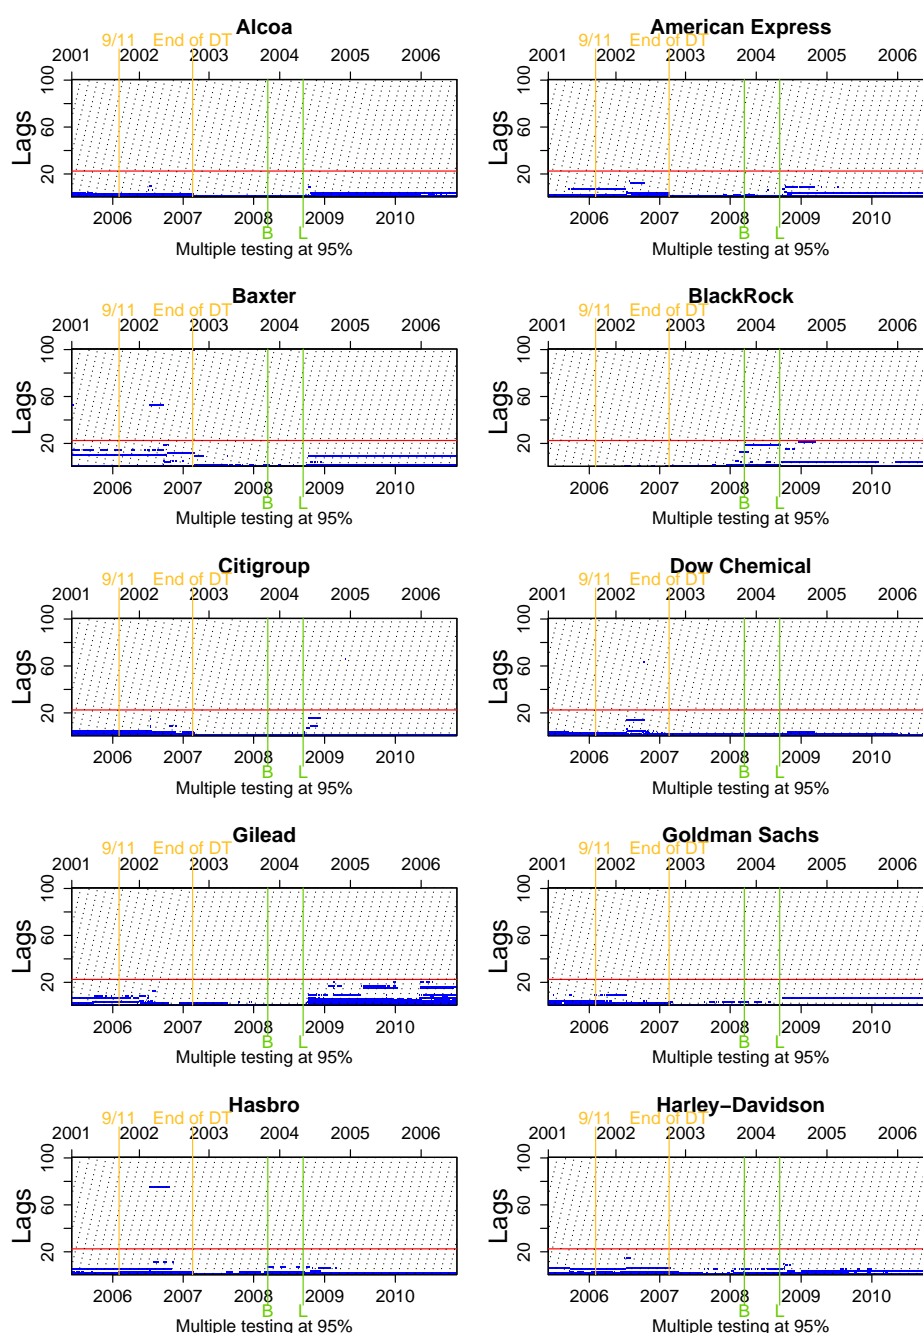 Alcoa
9/11 End of DT
2001 2002 2003 2004 2005 2006
Lags
20 60 100
2006 2007 2008 2009 2010
B L
Multiple testing at 95%
American Express
9/11 End of DT
2001 2002 2003 2004 2005 2006
Lags
20 60 100
2006 2007 2008 2009 2010
B L
Multiple testing at 95%
Baxter
9/11 End of DT
2001 2002 2003 2004 2005 2006
Lags
20 60 100
2006 2007 2008 2009 2010
B L
Multiple testing at 95%
BlackRock
9/11 End of DT
2001 2002 2003 2004 2005 2006
Lags
20 60 100
2006 2007 2008 2009 2010
B L
Multiple testing at 95%
Citigroup
9/11 End of DT
2001 2002 2003 2004 2005 2006
Lags
20 60 100
2006 2007 2008 2009 2010
B L
Multiple testing at 95%
Dow Chemical
9/11 End of DT
2001 2002 2003 2004 2005 2006
Lags
20 60 100
2006 2007 2008 2009 2010
B L
Multiple testing at 95%
Gilead
9/11 End of DT
2001 2002 2003 2004 2005 2006
Lags
20 60 100
2006 2007 2008 2009 2010
B L
Multiple testing at 95%
Goldman Sachs
9/11 End of DT
2001 2002 2003 2004 2005 2006
Lags
20 60 100
2006 2007 2008 2009 2010
B L
Multiple testing at 95%
Hasbro
9/11 End of DT
2001 2002 2003 2004 2005 2006
Lags
20 60 100
2006 2007 2008 2009 2010
B L
Multiple testing at 95%
Harley−Davidson
9/11 End of DT
2001 2002 2003 2004 2005 2006
Lags
20 60 100
2006 2007 2008 2009 2010
B L
Multiple testing at 95%